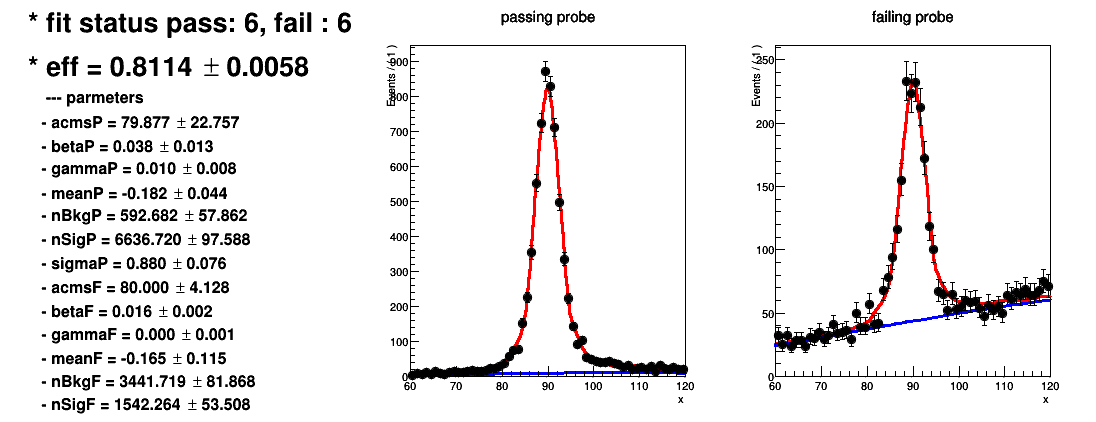 * fit status pass: 6, fail : 6
* eff = 0.8114 ± 0.0058
--- parmeters
- acmsP = 79.877 ± 22.757
- betaP = 0.038 ± 0.013
- gammaP = 0.010 ± 0.008
- meanP = -0.182 ± 0.044
- nBkgP = 592.682 ± 57.862
- nSigP = 6636.720 ± 97.588
- sigmaP = 0.880 ± 0.076
- acmsF = 80.000 ± 4.128
- betaF = 0.016 ± 0.002
- gammaF = 0.000 ± 0.001
- meanF = -0.165 ± 0.115
- nBkgF = 3441.719 ± 81.868
- nSigF = 1542.264 ± 53.508
passing probe
Events / ( 1 )
900
800
700
600
500
400
300
200
100
0
60 70 80 90 100 110 120
x
failing probe
Events / ( 1 )
250
200
150
100
50
0
60 70 80 90 100 110 120
x